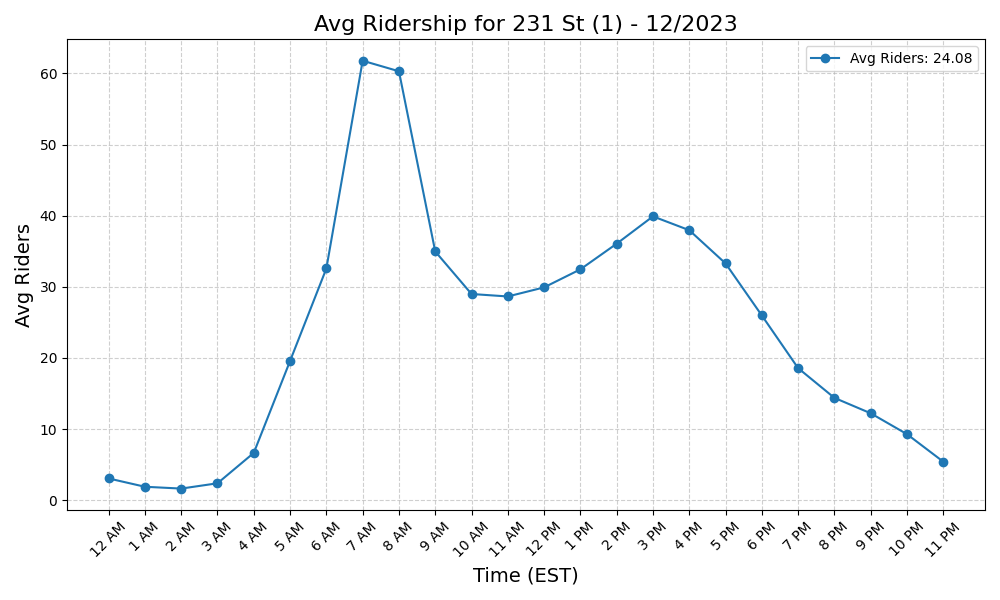 Avg Ridership for 231 St (1) - 12/2023
Avg Riders: 24.08
Avg Riders
60
50
40
30
20
10
0
12 AM
1 AM
2 AM
3 AM
4 AM
5 AM
6 AM
7 AM
8 AM
9 AM
10 AM
11 AM
12 PM
1 PM
2 PM
3 PM
4 PM
5 PM
6 PM
7 PM
8 PM
9 PM
10 PM
11 PM
Time (EST)